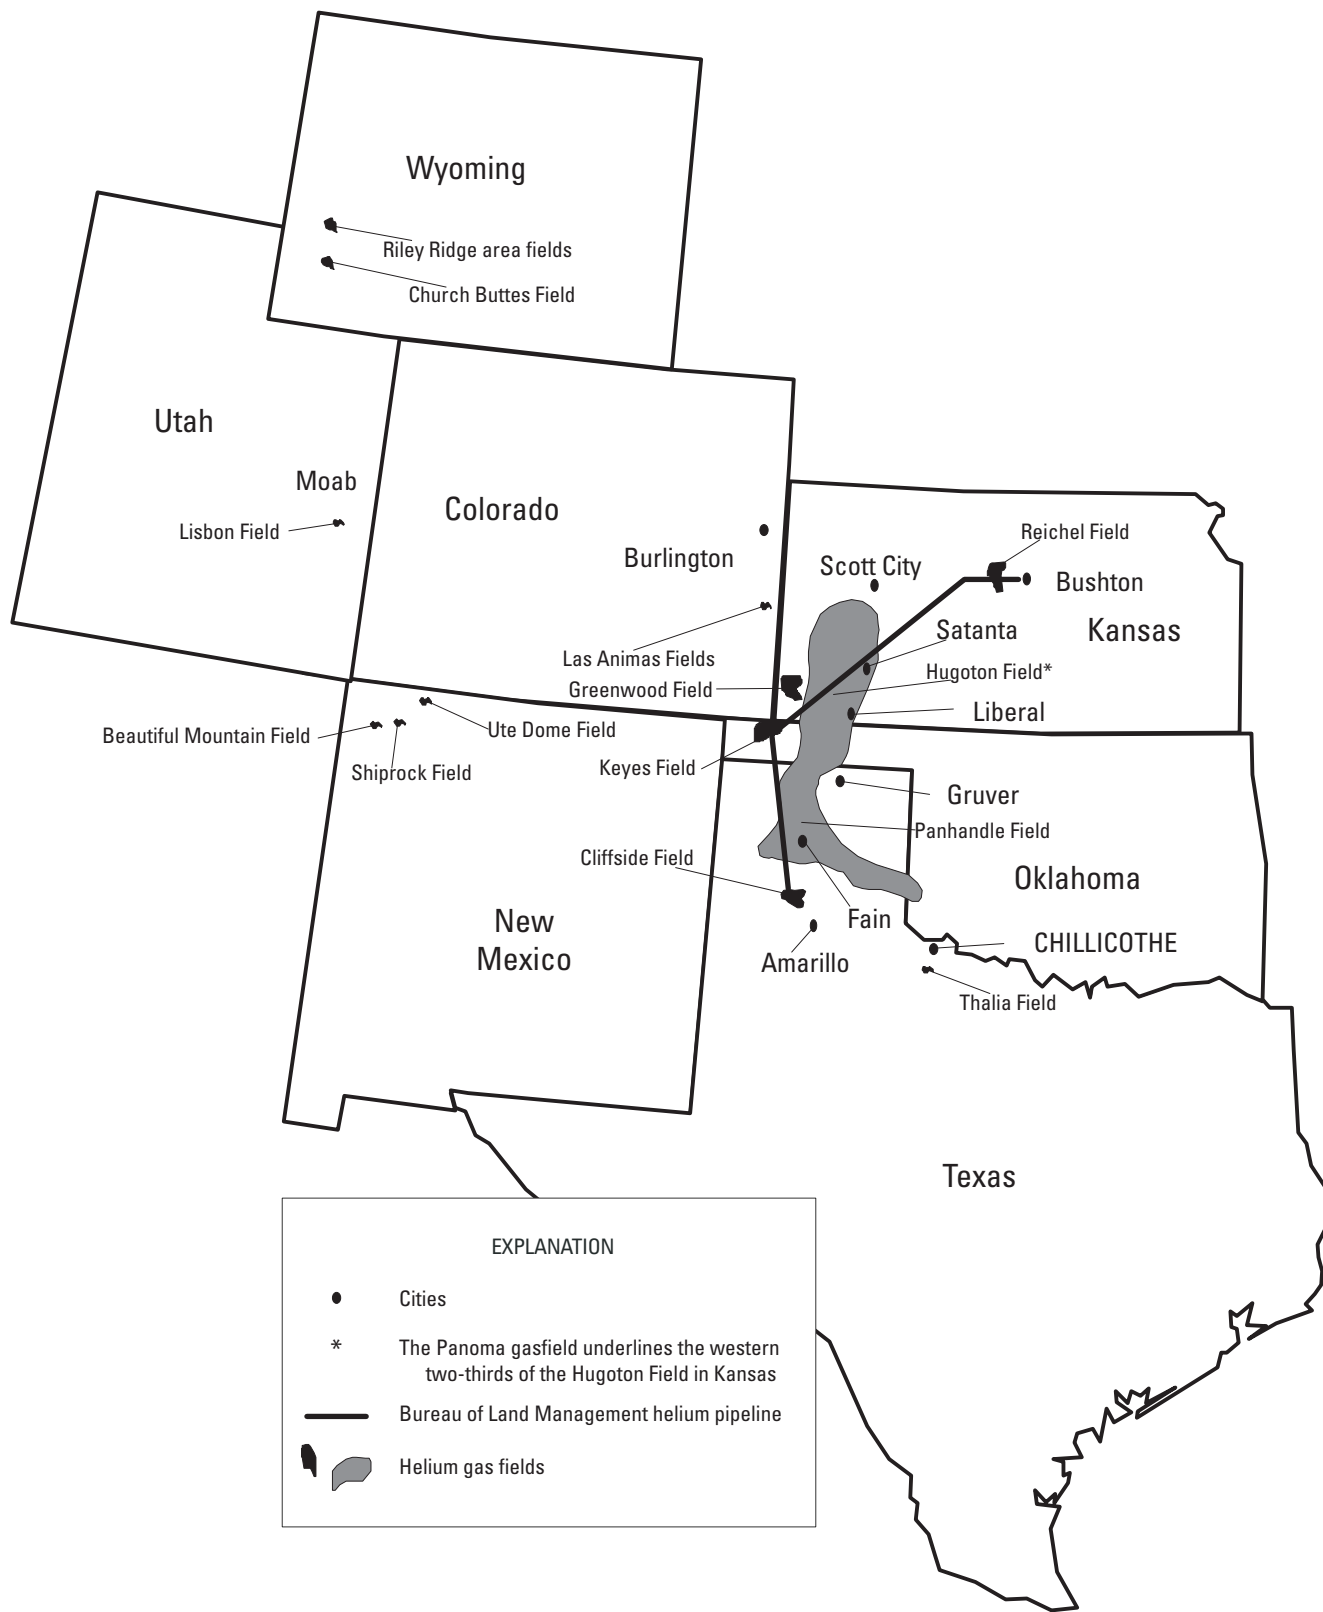 Wyoming
Riley Ridge area fields
Church Buttes Field
Utah
Moab
Lisbon Field
Colorado
Burlington
Scott City
Reichel Field
Bushton
Kansas
Satanta
Las Animas Fields
Hugoton Field*
Greenwood Field
Liberal
Beautiful Mountain Field
Ute Dome Field
Shiprock Field
Keyes Field
Gruver
Panhandle Field
Cliffside Field
Oklahoma
Fain
New
Mexico
CHILLICOTHE
Amarillo
Thalia Field
Texas
EXPLANATION
Cities
* The Panoma gasfield underlines the western
two-thirds of the Hugoton Field in Kansas
Bureau of Land Management helium pipeline
Helium gas fields